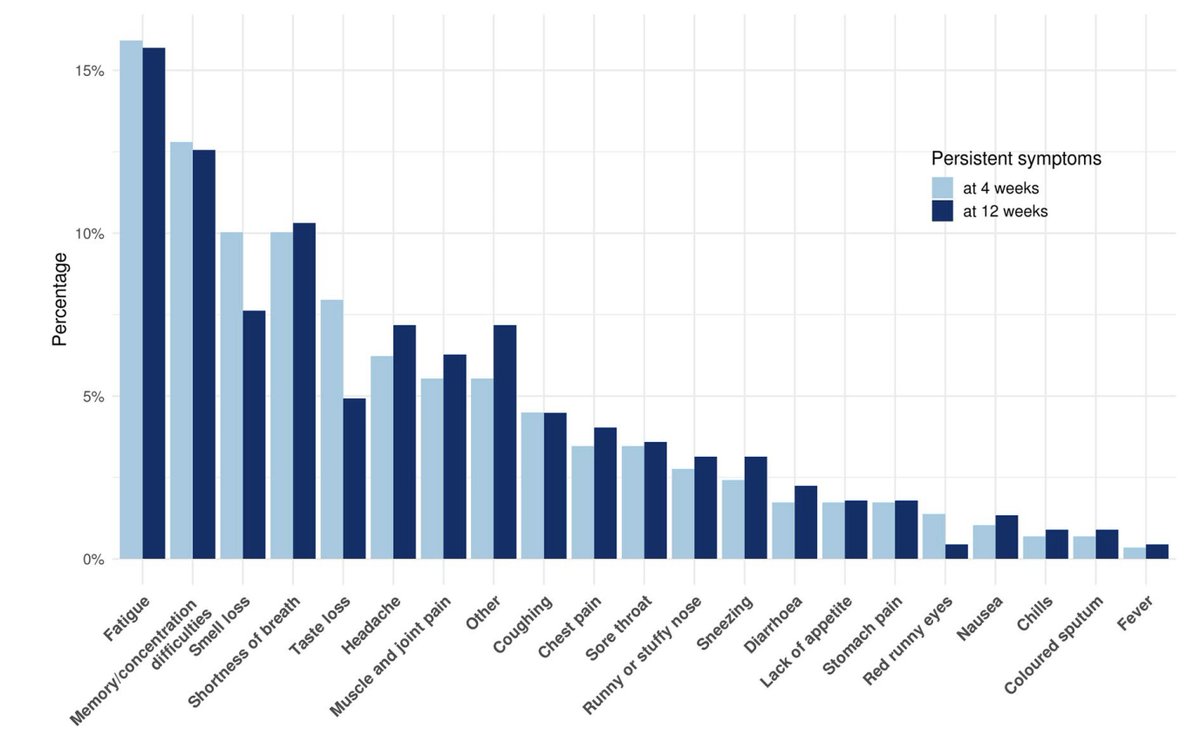 Percentage
15%
10%
5%
0%
Persistent symptoms
at 4 weeks
at 12 weeks
Fatigue
Memory/concentration
difficulties
Smell loss
Shortness of breath
Taste loss
Headache
Muscle and joint pain
Other
Coughing
Chest pain
Sore throat
Runny or stuffy nose
Sneezing
Diarrhoea
Lack of appetite
Stomach pain
Red runny eyes
Nausea
Chills
Coloured sputum
Fever